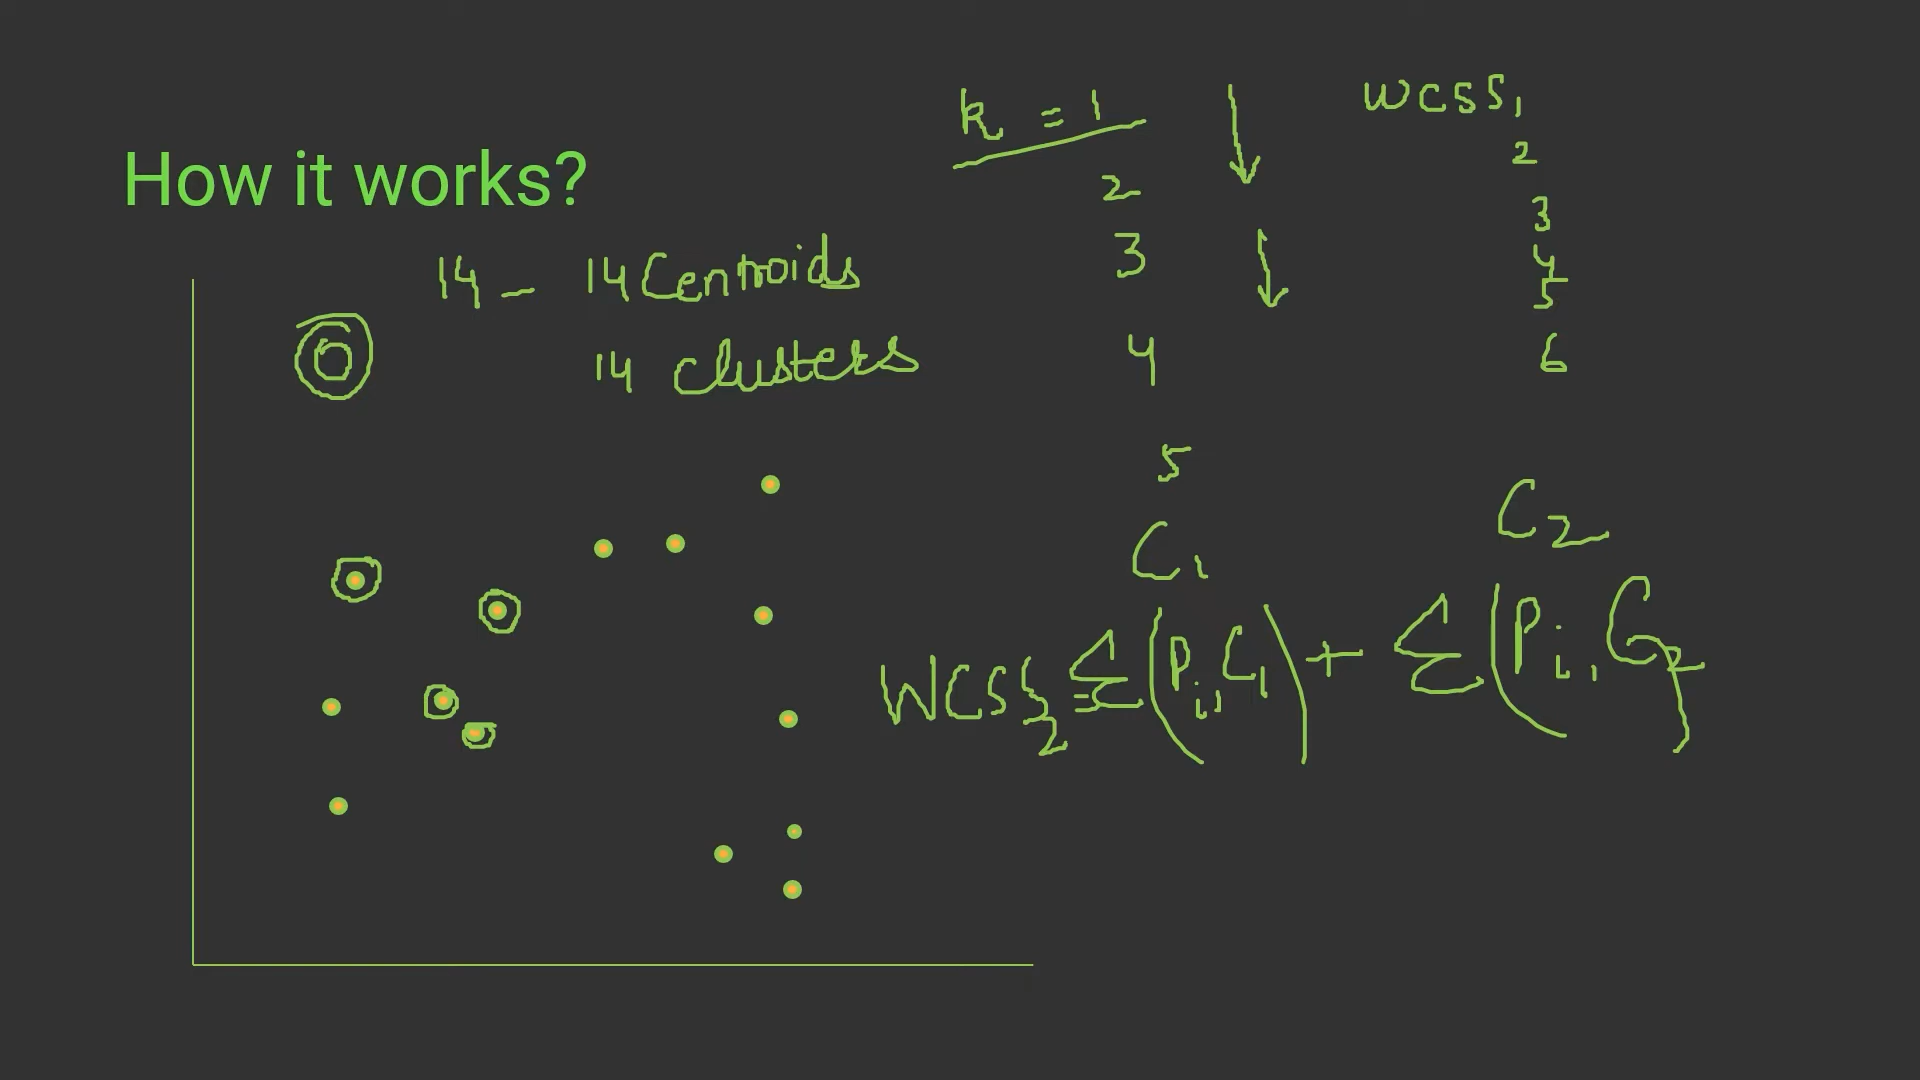 How it works?
14 - 14 Centroids
14 clusters
k = 1
2
3
4
5
WCSS1
2
3
4
5
6
C1
C2
WCSS2 = Σ(Pi, C1) + Σ(Pi, C2)